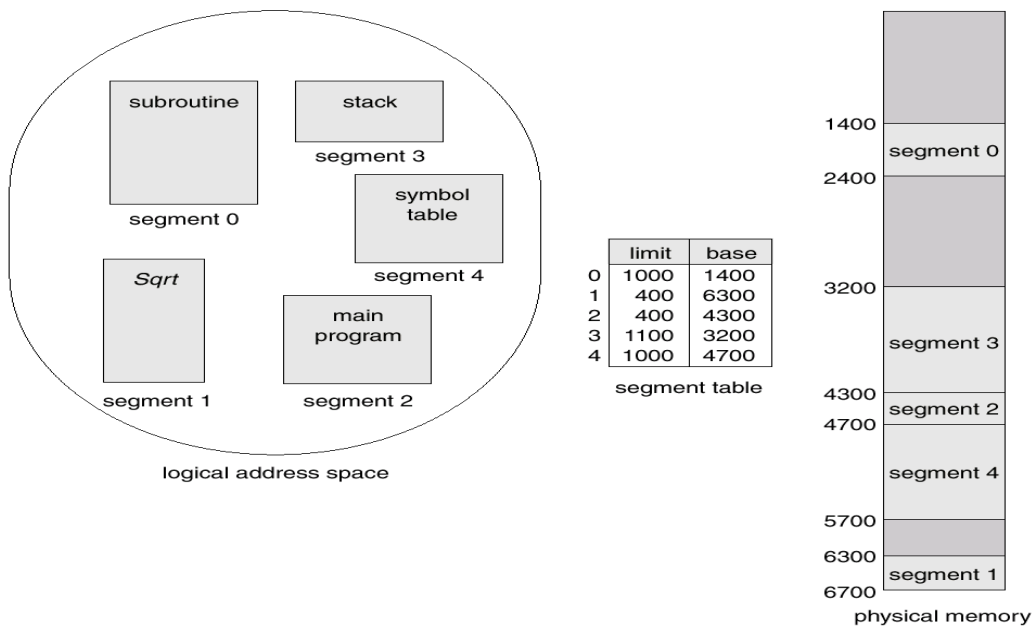 subroutine
segment 0
stack
segment 3
symbol
table
segment 4
Sqrt
segment 1
main
program
segment 2
logical address space
limit base
0 1000 1400
1 400 6300
2 400 4300
3 1100 3200
4 1000 4700
segment table
1400
segment 0
2400
3200
segment 3
4300
segment 2
4700
segment 4
5700
6300
segment 1
6700
physical memory